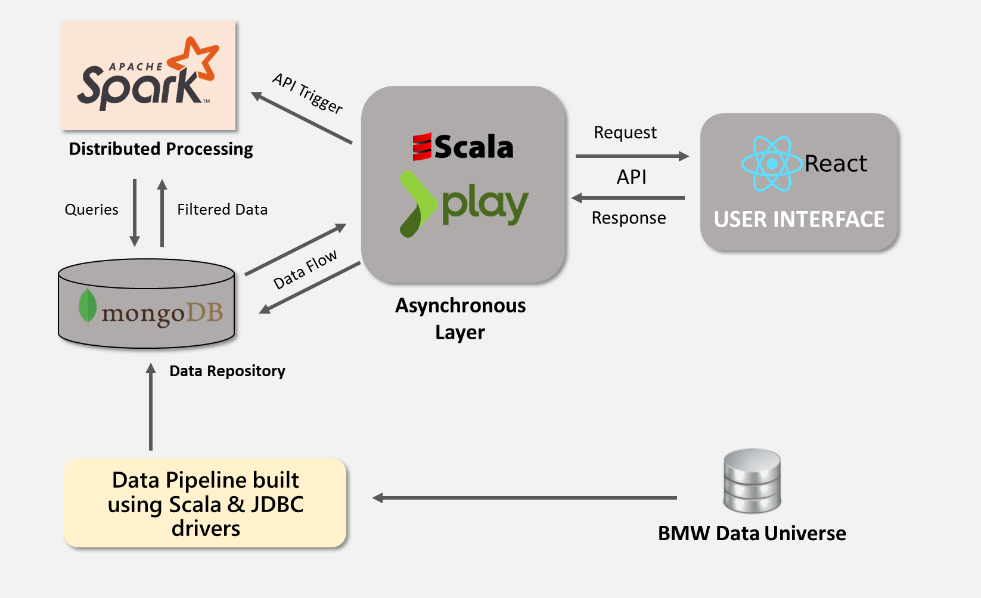 APACHE
Spark™
Distributed Processing
API Trigger
Scala
play
Asynchronous
Layer
Request
API
Response
React
USER INTERFACE
Queries
Filtered Data
Data Flow
mongoDB
Data Repository
Data Pipeline built
using Scala & JDBC
drivers
BMW Data Universe